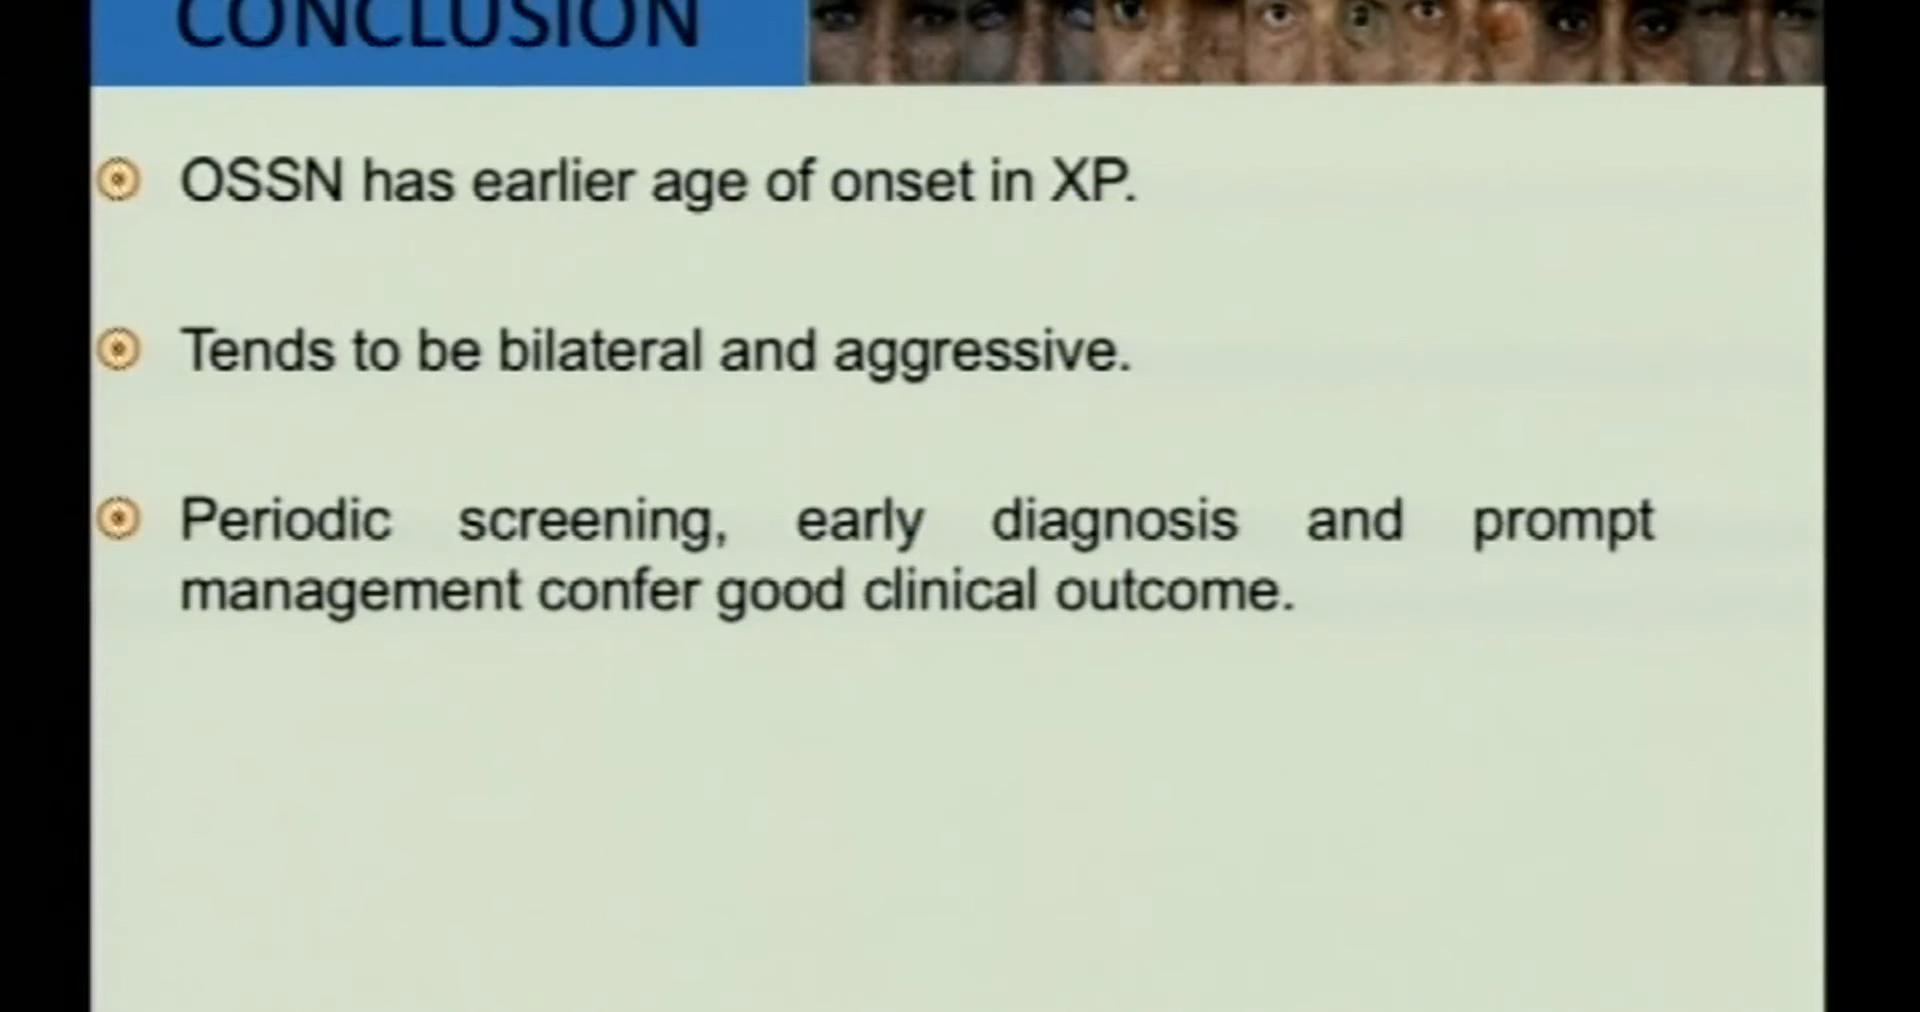 CONCLUSION
OSSN has earlier age of onset in XP.
Tends to be bilateral and aggressive.
Periodic screening, early diagnosis and prompt
management confer good clinical outcome.